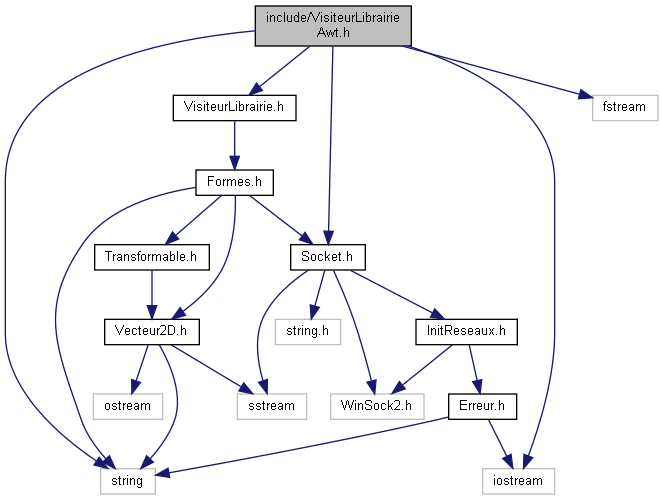 include/VisiteurLibrairie
Awt.h
VisiteurLibrairie.h
fstream
Formes.h
Transformable.h
Socket.h
Vecteur2D.h
string.h
InitReseaux.h
ostream
sstream
WinSock2.h
Erreur.h
string
iostream